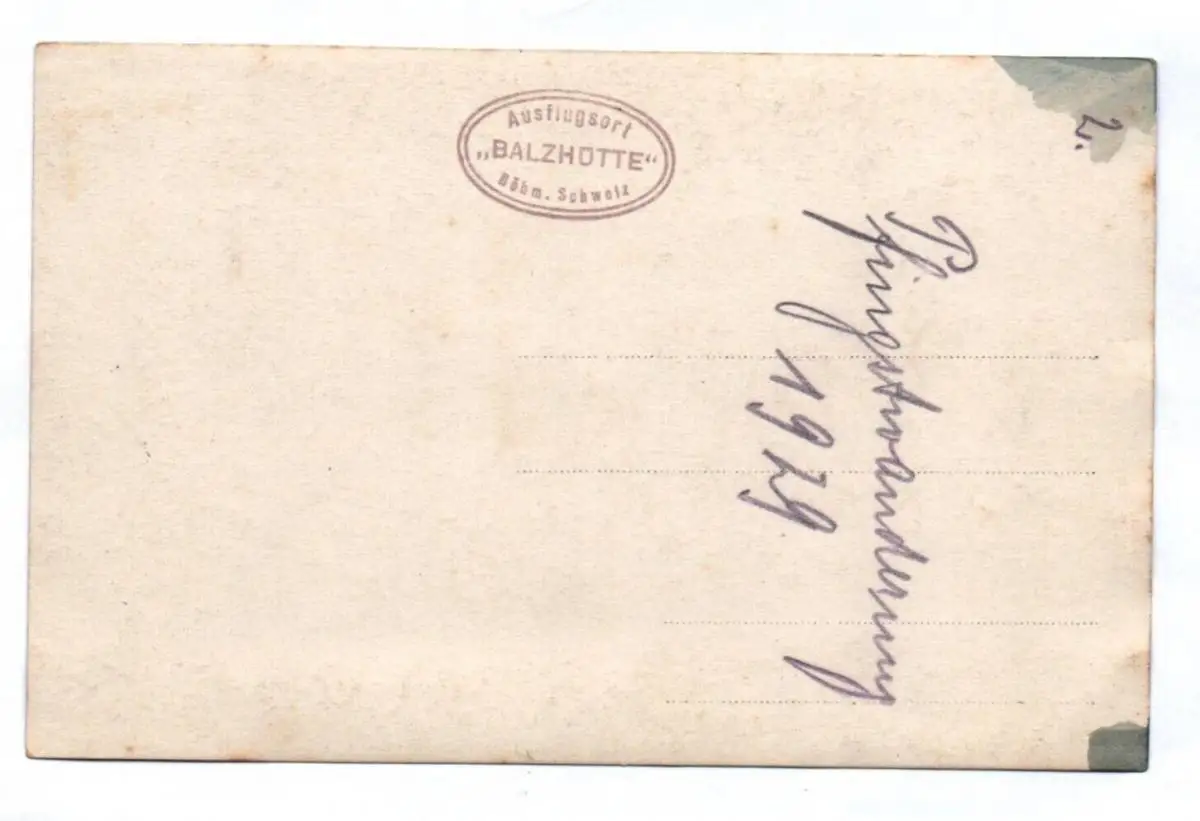 Ausflugsort
„BALZHÜTTE“
Böhm. Schweiz
2.
Pfingstwanderung
1929